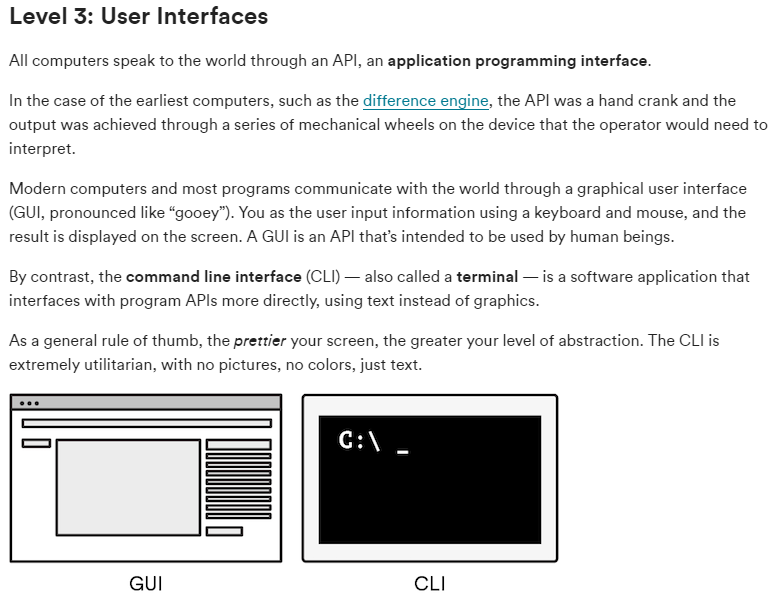 Level 3: User Interfaces
All computers speak to the world through an API, an application programming interface.
In the case of the earliest computers, such as the difference engine, the API was a hand crank and the
output was achieved through a series of mechanical wheels on the device that the operator would need to
interpret.
Modern computers and most programs communicate with the world through a graphical user interface
(GUI, pronounced like “gooey”). You as the user input information using a keyboard and mouse, and the
result is displayed on the screen. A GUI is an API that’s intended to be used by human beings.
By contrast, the command line interface (CLI) — also called a terminal — is a software application that
interfaces with program APIs more directly, using text instead of graphics.
As a general rule of thumb, the prettier your screen, the greater your level of abstraction. The CLI is
extremely utilitarian, with no pictures, no colors, just text.
C:\ _
GUI
CLI